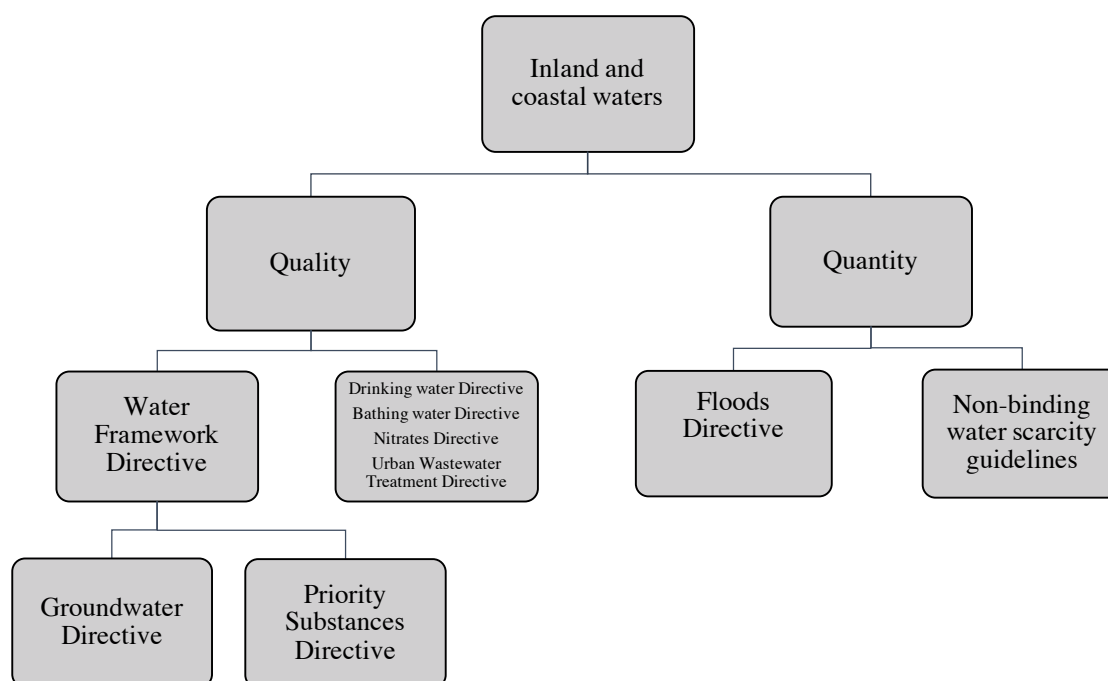 Inland and
coastal waters
Quality
Quantity
Water
Framework
Directive
Drinking water Directive
Bathing water Directive
Nitrates Directive
Urban Wastewater
Treatment Directive
Floods
Directive
Non-binding
water scarcity
guidelines
Groundwater
Directive
Priority
Substances
Directive